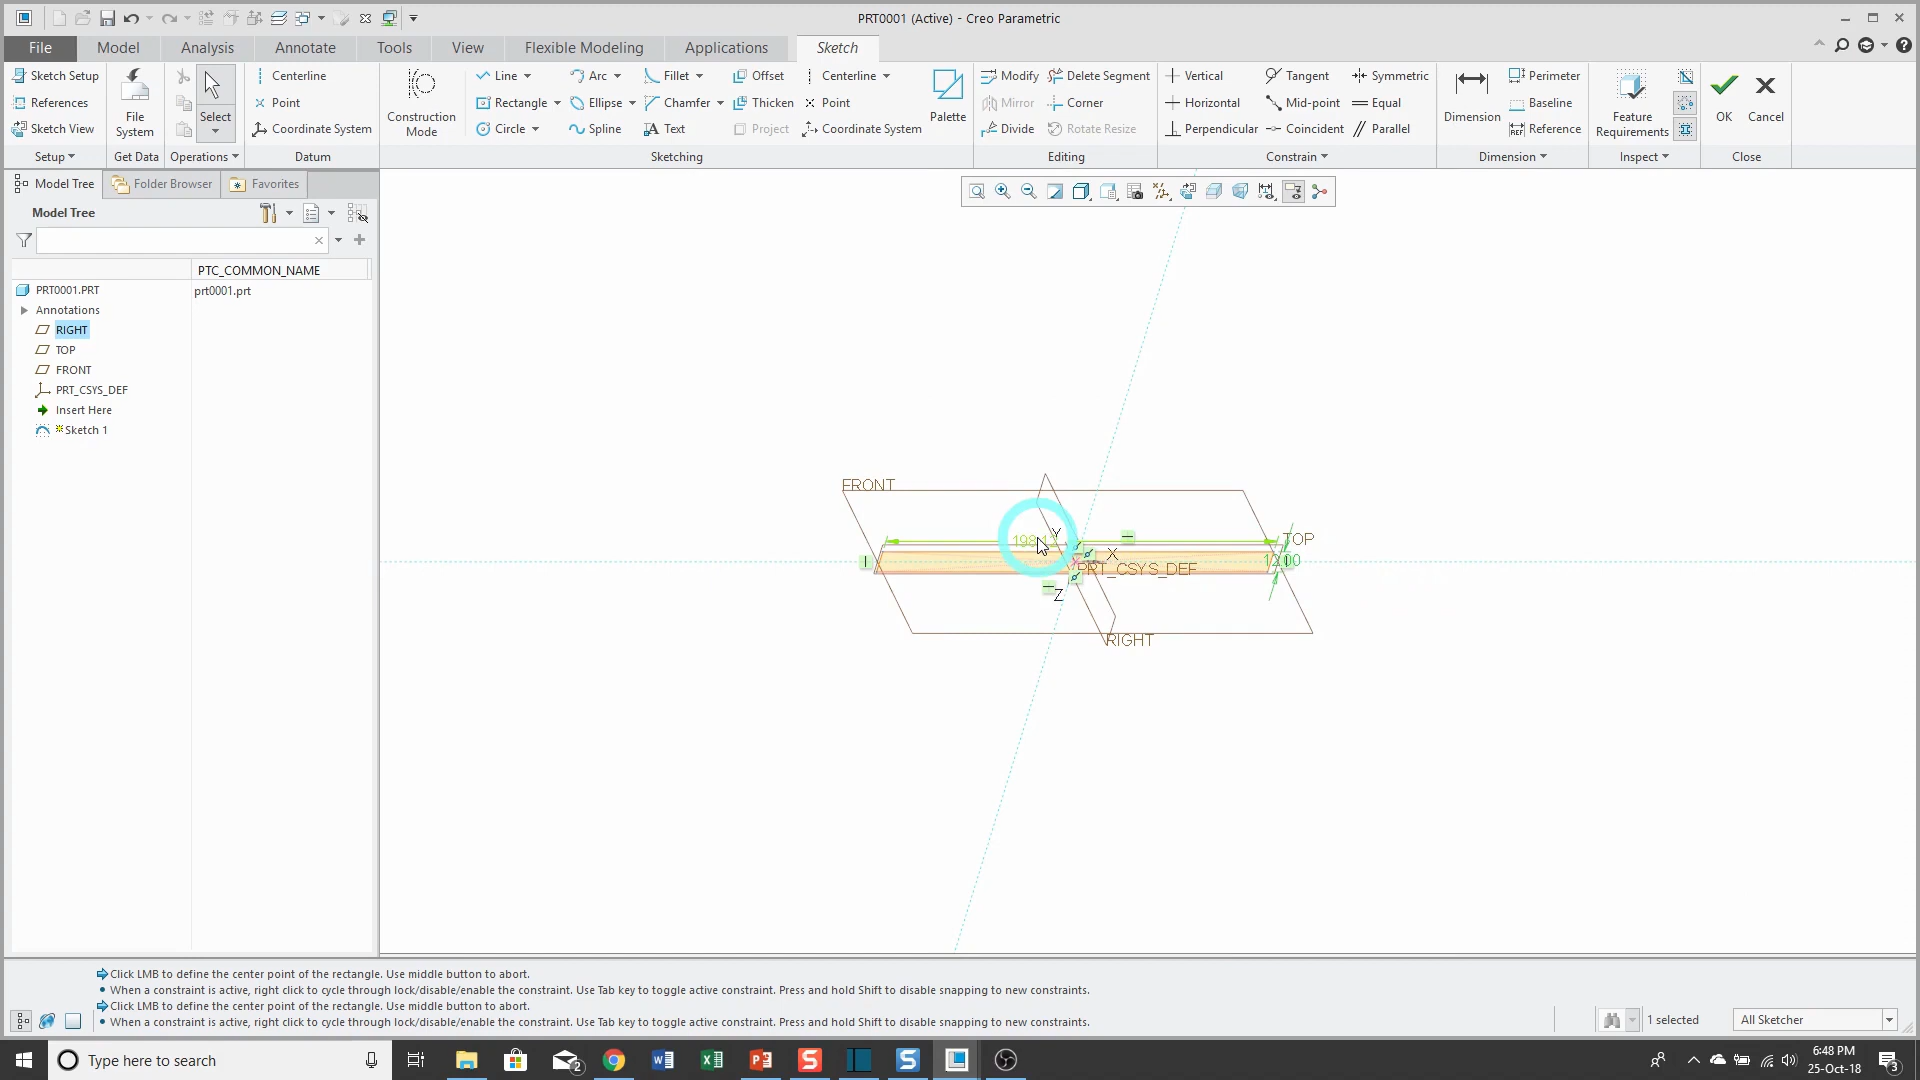 PRT0001 (Active) - Creo Parametric
File Model Analysis Annotate Tools View Flexible Modeling Applications Sketch
Sketch Setup
References
Sketch View
Setup
File System
Get Data
Select
Operations
Centerline
Point
Coordinate System
Datum
Construction Mode
Line Arc Fillet Offset Centerline
Rectangle Ellipse Chamfer Thicken Point
Circle Spline Text Project Coordinate System
Palette
Sketching
Modify Delete Segment
Mirror Corner
Divide Rotate Resize
Editing
Vertical Tangent Symmetric
Horizontal Mid-point Equal
Perpendicular Coincident Parallel
Constrain
Dimension
Perimeter
Baseline
Reference
Dimension
Feature Requirements
Inspect
OK Cancel
Close
Model Tree Folder Browser Favorites
Model Tree
PTC_COMMON_NAME
PRT0001.PRT prt0001.prt
Annotations
RIGHT
TOP
FRONT
PRT_CSYS_DEF
Insert Here
Sketch 1
FRONT
Y
TOP
X
12.00
PRT_CSYS_DEF
Z
RIGHT
Click LMB to define the center point of the rectangle. Use middle button to abort.
When a constraint is active, right click to cycle through lock/disable/enable the constraint. Use Tab key to toggle active constraint. Press and hold Shift to disable snapping to new constraints.
Click LMB to define the center point of the rectangle. Use middle button to abort.
When a constraint is active, right click to cycle through lock/disable/enable the constraint. Use Tab key to toggle active constraint. Press and hold Shift to disable snapping to new constraints.
1 selected
All Sketcher
Type here to search
2
6:48 PM
25-Oct-18
3